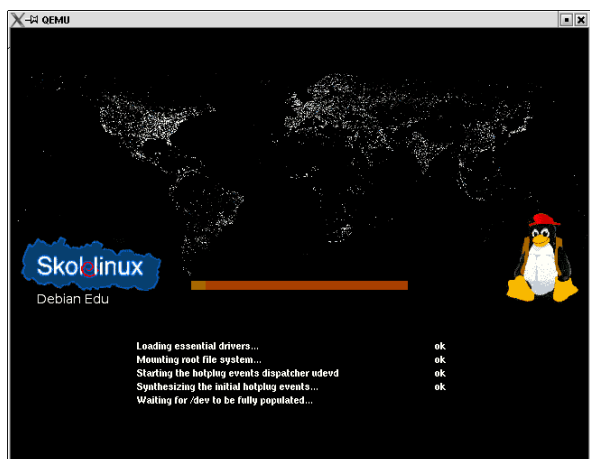 QEMU
Skolelinux
Debian Edu
Loading essential drivers... ok
Mounting root file system... ok
Starting the hotplug events dispatcher udevd ok
Synthesizing the initial hotplug events... ok
Waiting for /dev to be fully populated...